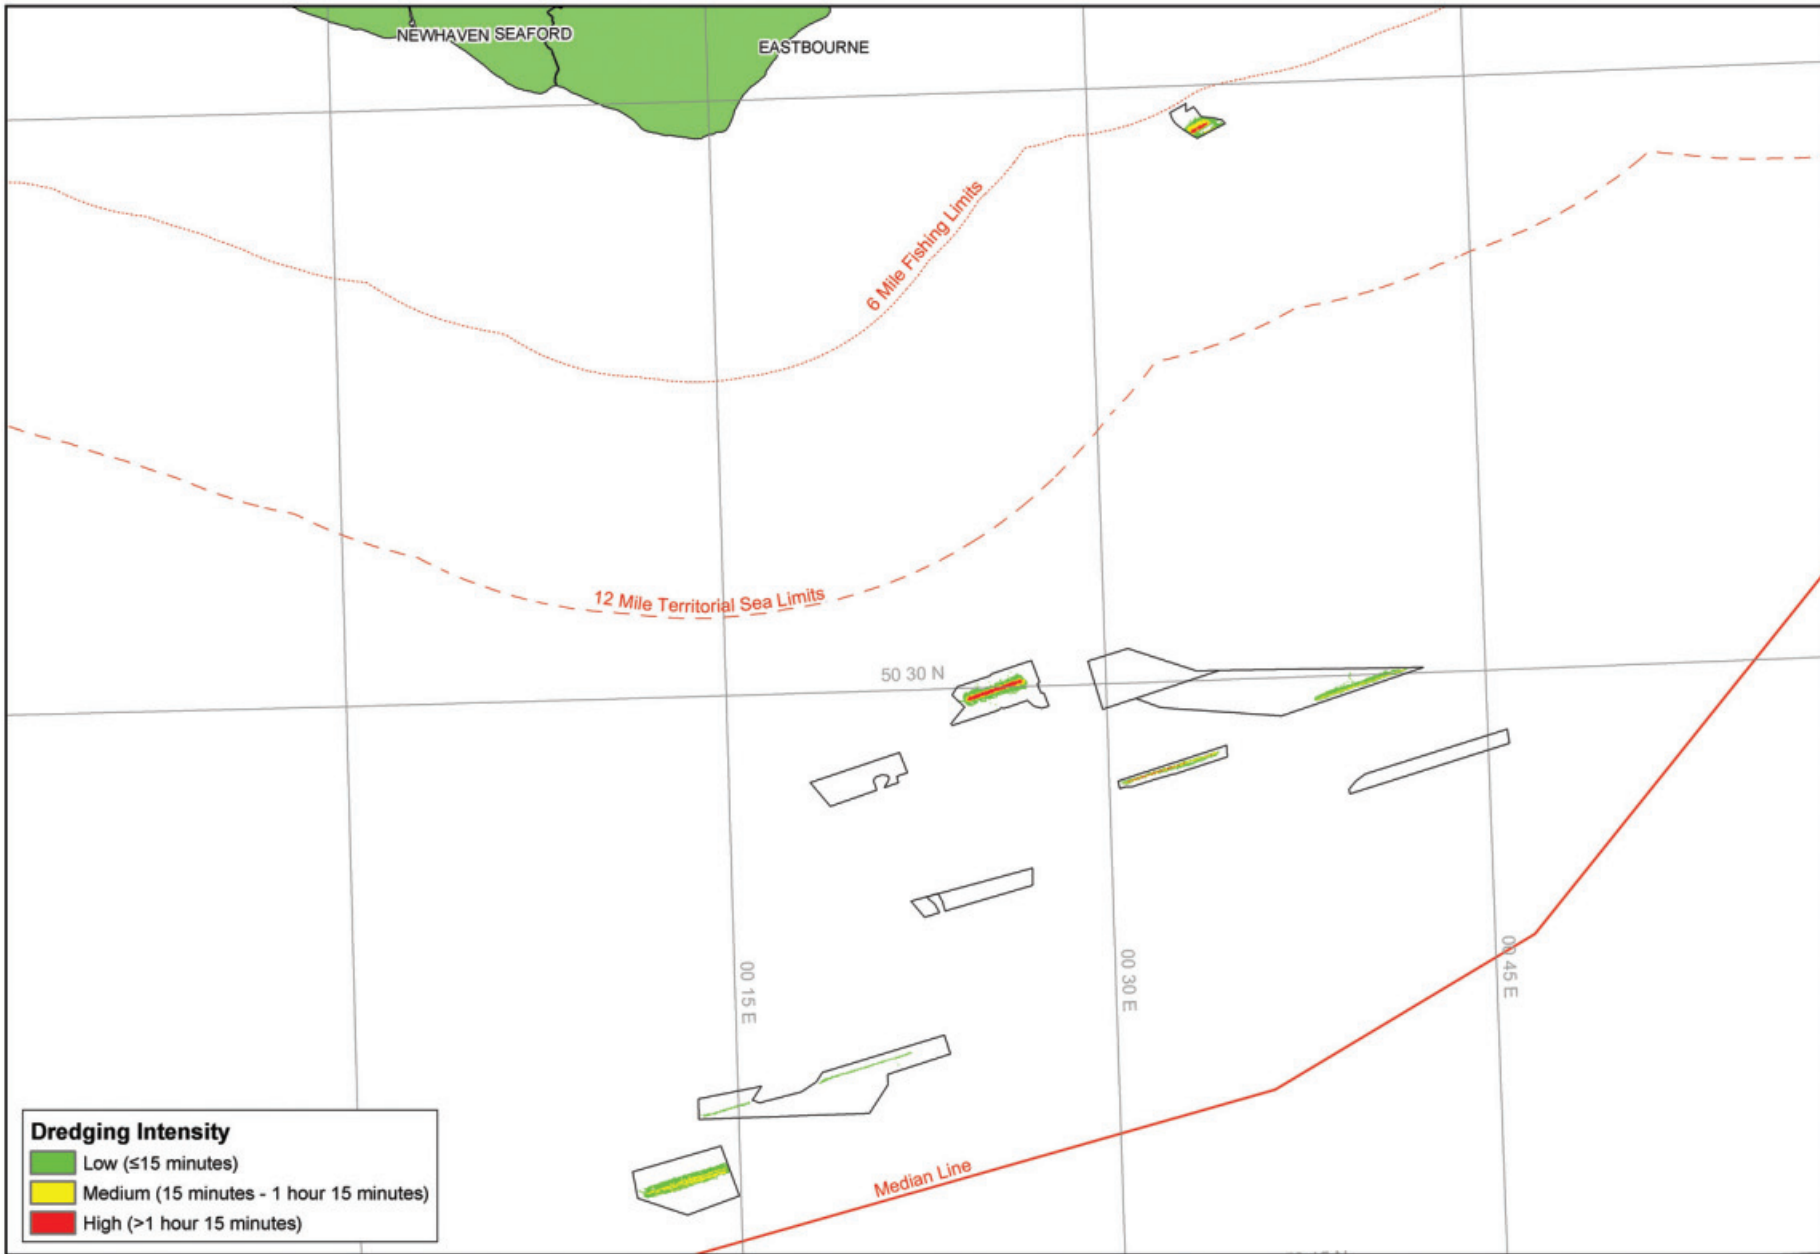 NEWHAVEN SEAFORD
EASTBOURNE
6 Mile Fishing Limits
12 Mile Territorial Sea Limits
50 30 N
00 15 E
00 30 E
00 45 E
Median Line
Dredging Intensity
Low (≤15 minutes)
Medium (15 minutes - 1 hour 15 minutes)
High (>1 hour 15 minutes)